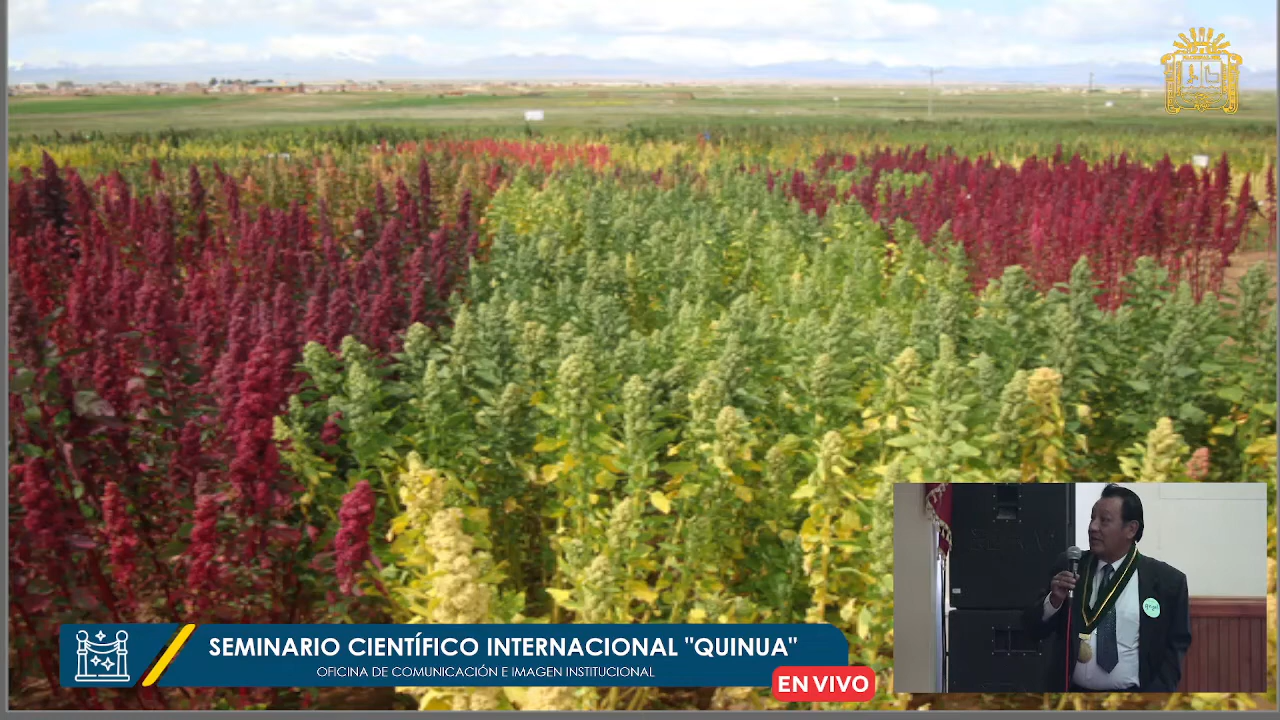 SEMINARIO CIENTÍFICO INTERNACIONAL "QUINUA"
OFICINA DE COMUNICACIÓN E IMAGEN INSTITUCIONAL
EN VIVO